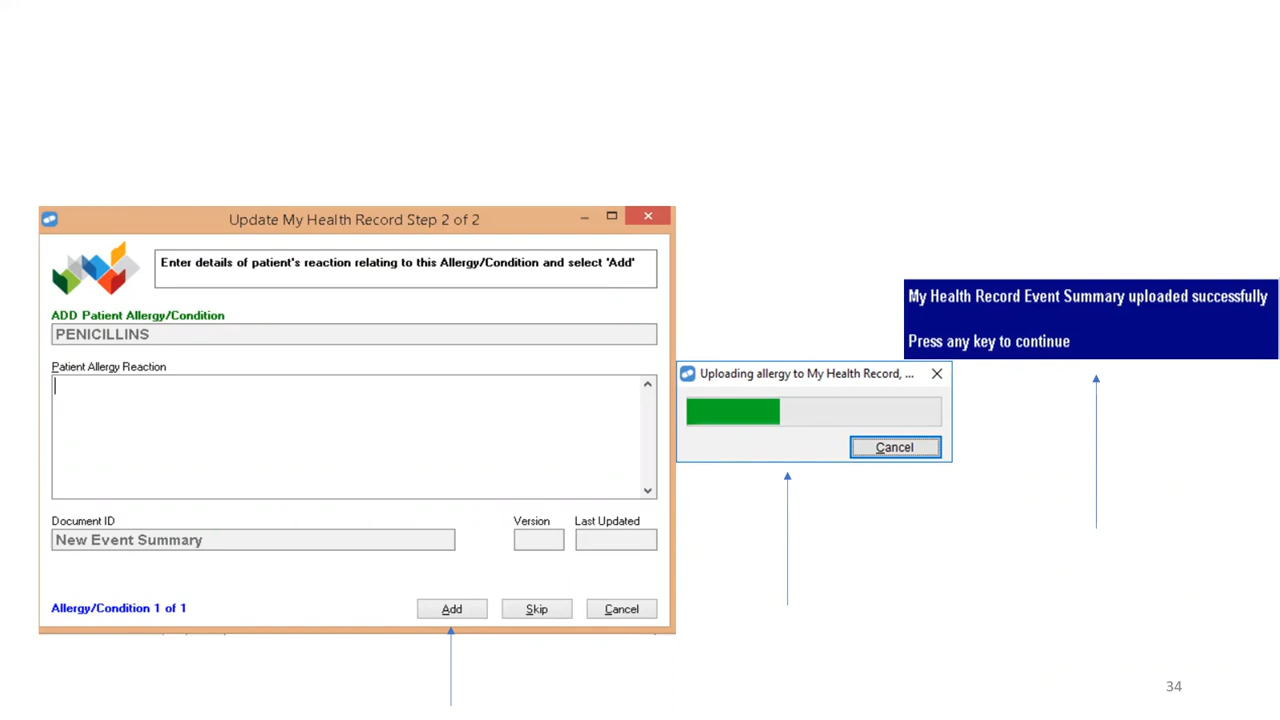 Update My Health Record Step 2 of 2
Enter details of patient's reaction relating to this Allergy/Condition and select 'Add'
ADD Patient Allergy/Condition
PENICILLINS
Patient Allergy Reaction
Document ID
Version
Last Updated
New Event Summary
Allergy/Condition 1 of 1
Add
Skip
Cancel
Uploading allergy to My Health Record, ...
Cancel
My Health Record Event Summary uploaded successfully
Press any key to continue
34